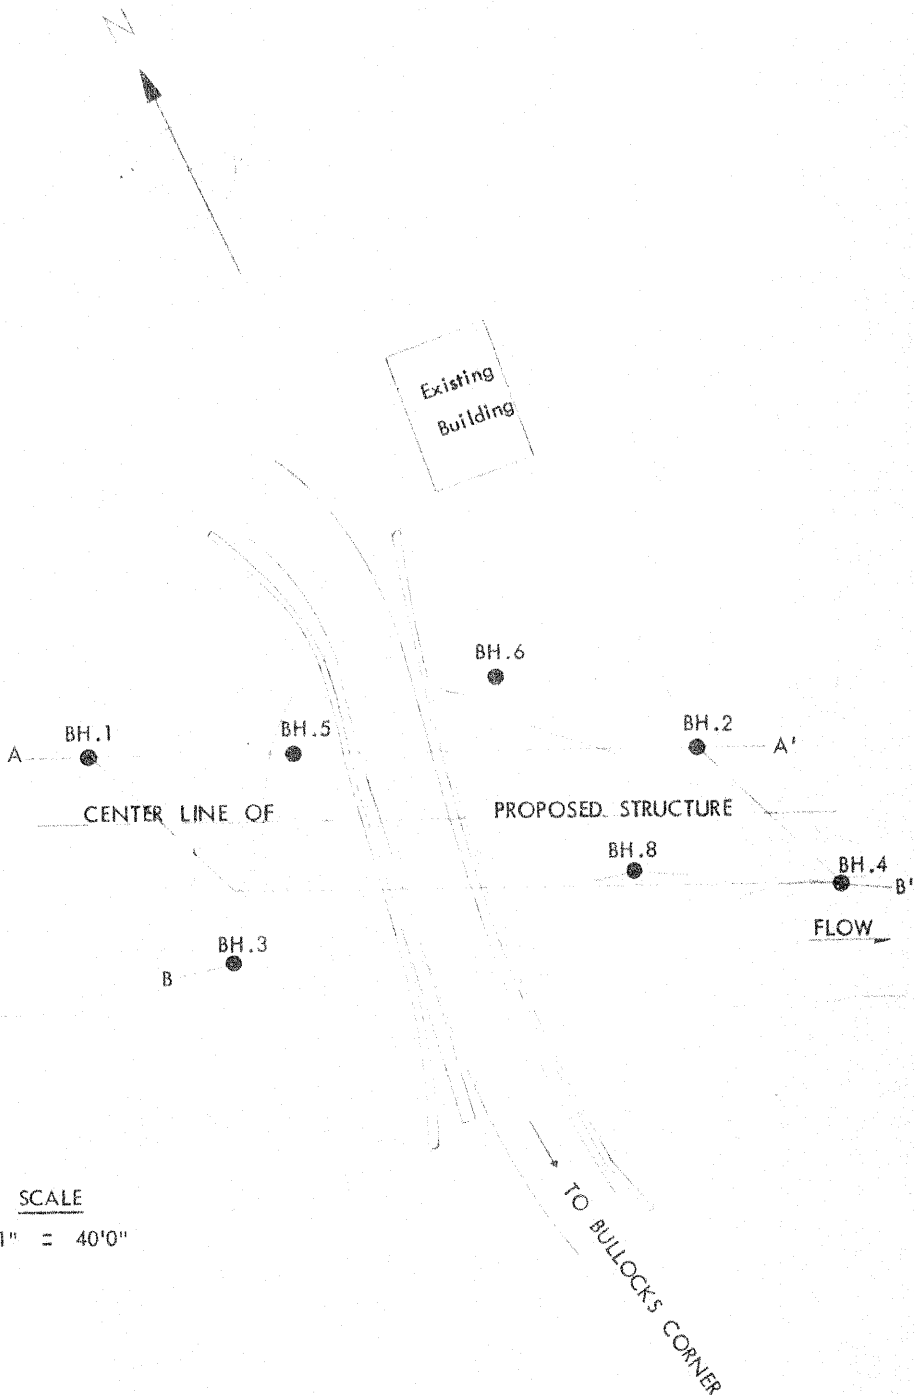 N
Existing
Building
BH.6
BH.1
BH.5
BH.2
A
A'
CENTER LINE OF PROPOSED STRUCTURE
BH.8
BH.4
B'
FLOW
BH.3
B
SCALE
1" = 40'0"
TO BULLOCKS CORNER